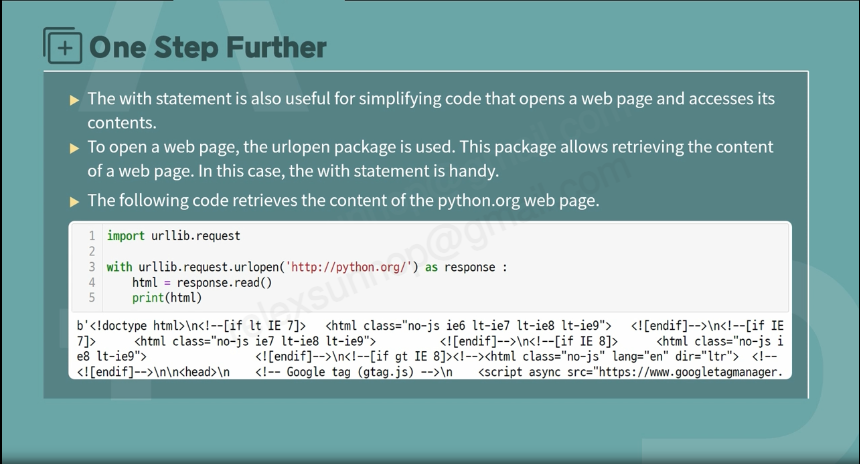 One Step Further
▶ The with statement is also useful for simplifying code that opens a web page and accesses its
contents.
▶ To open a web page, the urlopen package is used. This package allows retrieving the content
of a web page. In this case, the with statement is handy.
▶ The following code retrieves the content of the python.org web page.
1 import urllib.request
2
3 with urllib.request.urlopen('http://python.org/') as response :
4     html = response.read()
5     print(html)
b'<!doctype html>\n<!--[if lt IE 7]>   <html class="no-js ie6 lt-ie7 lt-ie8 lt-ie9">   <![endif]-->\n<!--[if IE
7]>      <html class="no-js ie7 lt-ie8 lt-ie9">          <![endif]-->\n<!--[if IE 8]>      <html class="no-js i
e8 lt-ie9">                 <![endif]-->\n<!--[if gt IE 8]><!--><html class="no-js" lang="en" dir="ltr">  <!--
<![endif]-->\n\n<head>\n    <!-- Google tag (gtag.js) -->\n    <script async src="https://www.googletagmanager.